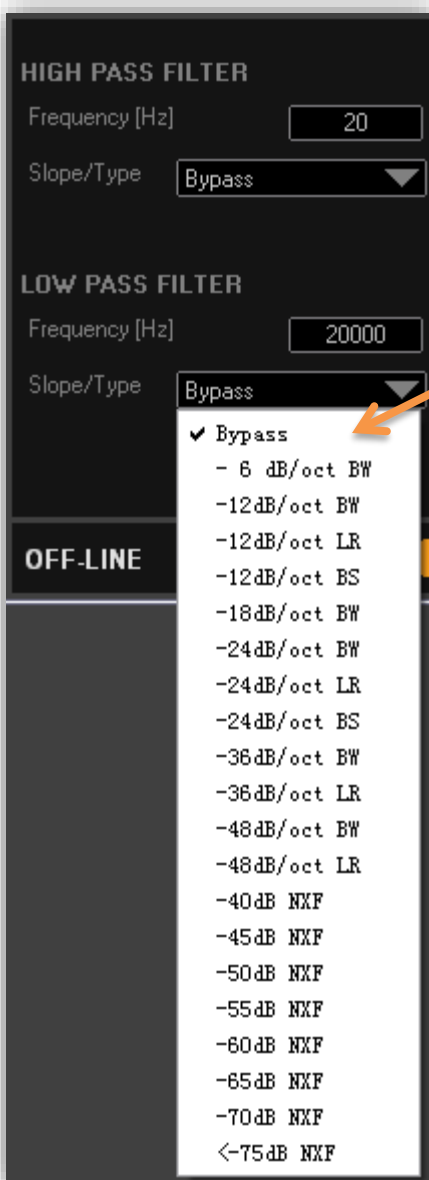 HIGH PASS FILTER
Frequency [Hz] 20
Slope/Type Bypass
LOW PASS FILTER
Frequency [Hz] 20000
Slope/Type Bypass
✔ Bypass
- 6 dB/oct BW
-12dB/oct BW
-12dB/oct LR
-12dB/oct BS
-18dB/oct BW
-24dB/oct BW
-24dB/oct LR
-24dB/oct BS
-36dB/oct BW
-36dB/oct LR
-48dB/oct BW
-48dB/oct LR
-40dB NXF
-45dB NXF
-50dB NXF
-55dB NXF
-60dB NXF
-65dB NXF
-70dB NXF
<-75dB NXF
OFF-LINE